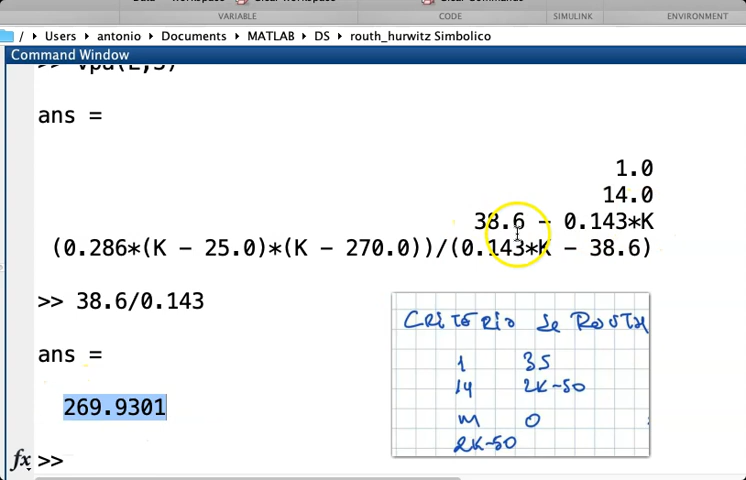 VARIABLE CODE SIMULINK ENVIRONMENT
/ ▸ Users ▸ antonio ▸ Documents ▸ MATLAB ▸ DS ▸ routh_hurwitz Simbolico
Command Window
ans =
1.0
14.0
38.6 - 0.143*K
(0.286*(K - 25.0)*(K - 270.0))/(0.143*K - 38.6)
>> 38.6/0.143
ans =
269.9301
fx >>
CRITERIO de ROUTH
1 35
14 2K-50
m 0
2K-50